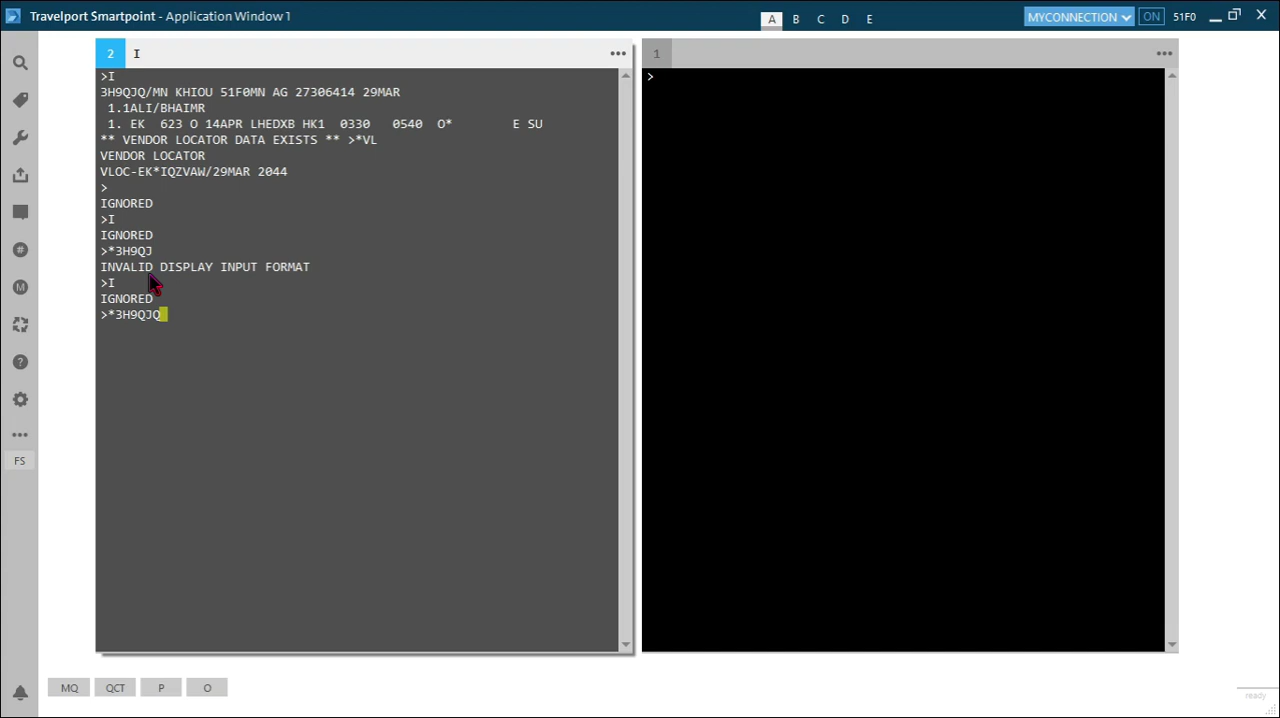 Travelport Smartpoint - Application Window 1
A B C D E
MYCONNECTION ON 51F0
2 I
1
>I
3H9QJQ/MN KHIOU 51F0MN AG 27306414 29MAR
1.1ALI/BHAIMR
1. EK 623 O 14APR LHEDXB HK1 0330 0540 O* E SU
** VENDOR LOCATOR DATA EXISTS ** >*VL
VENDOR LOCATOR
VLOC-EK*IQZVAW/29MAR 2044
>
IGNORED
>I
IGNORED
>*3H9QJ
INVALID DISPLAY INPUT FORMAT
>I
IGNORED
>*3H9QJQ
>
#
M
?
FS
MQ QCT P O
ready